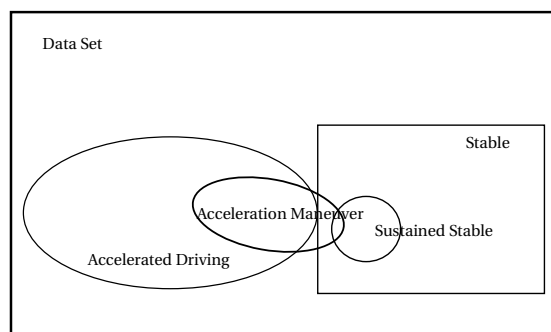 Data Set
Stable
Acceleration Maneuver
Sustained Stable
Accelerated Driving